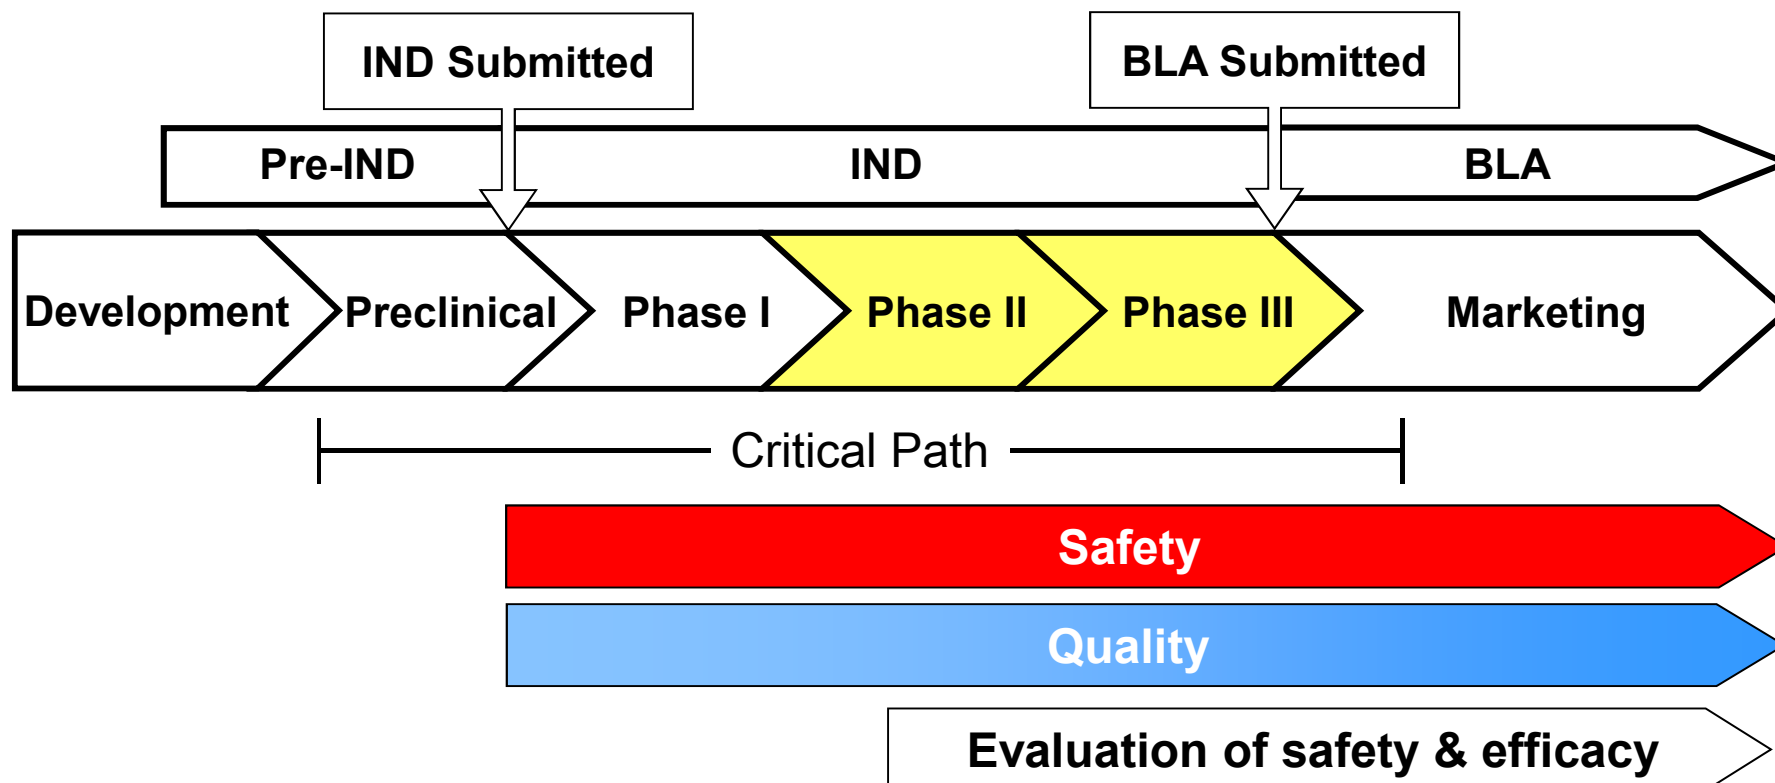 IND Submitted
BLA Submitted
Pre-IND
IND
BLA
Development
Preclinical
Phase I
Phase II
Phase III
Marketing
Critical Path
Safety
Quality
Evaluation of safety & efficacy